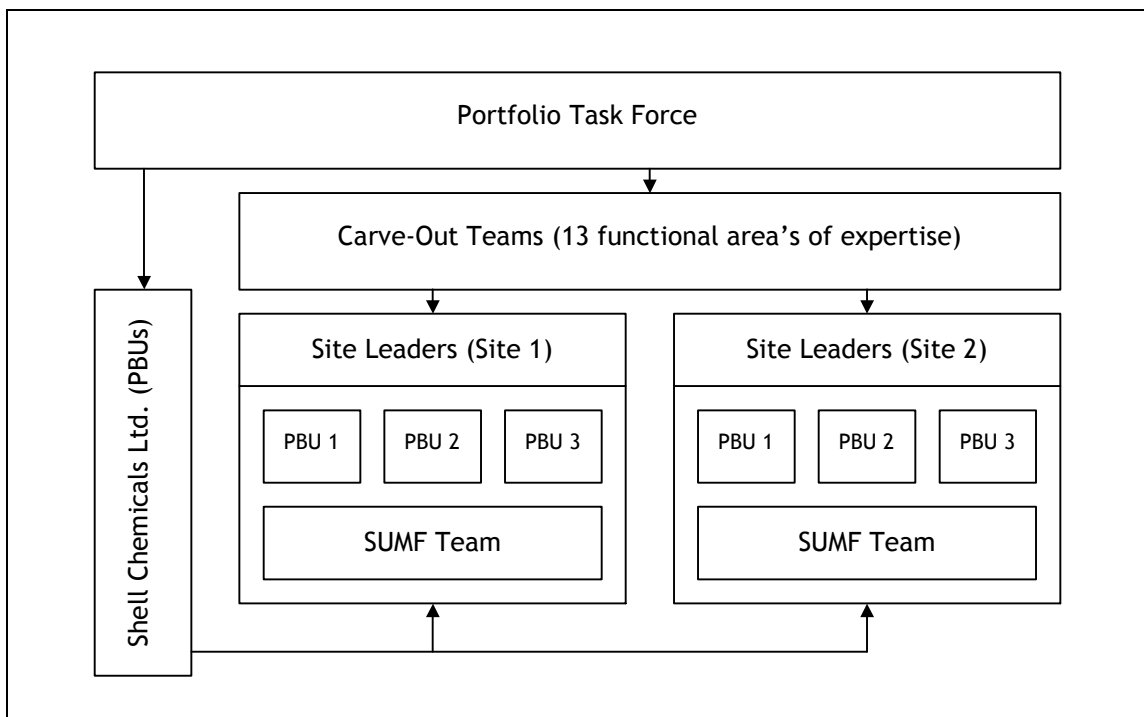 Portfolio Task Force
Carve-Out Teams (13 functional area’s of expertise)
Shell Chemicals Ltd. (PBUs)
Site Leaders (Site 1)
PBU 1
PBU 2
PBU 3
SUMF Team
Site Leaders (Site 2)
PBU 1
PBU 2
PBU 3
SUMF Team